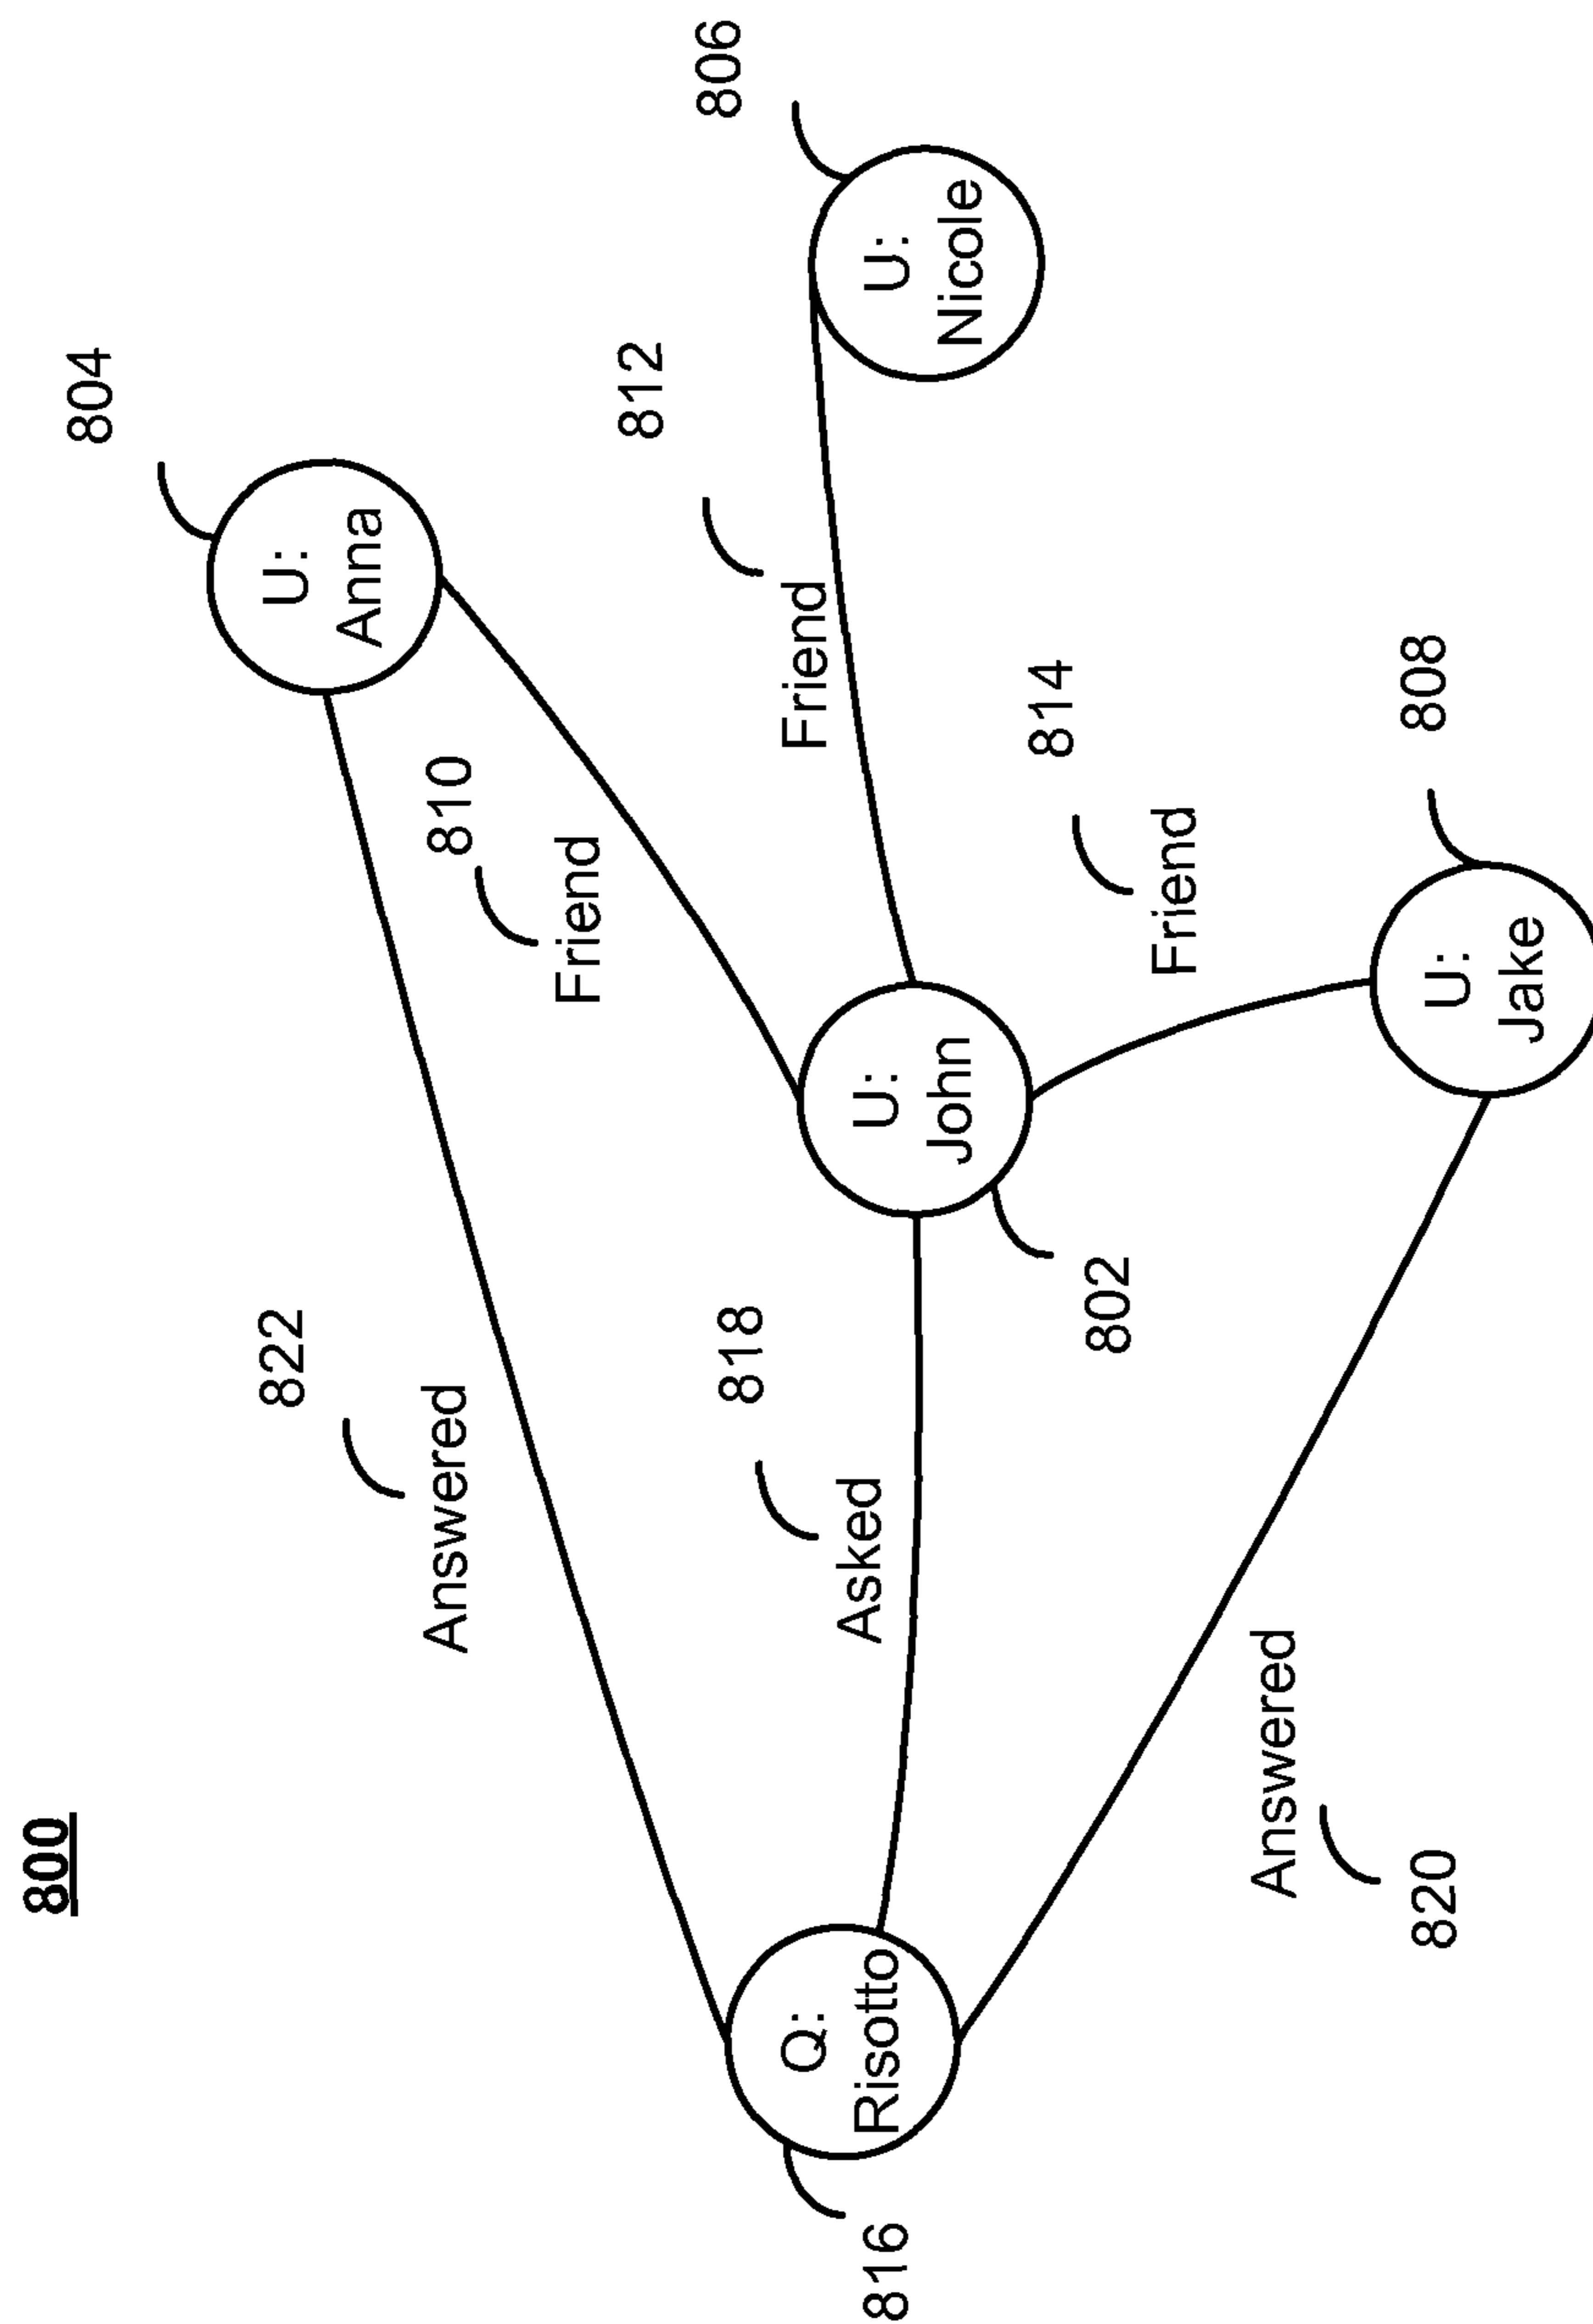 800
804
U:
Anna
822
Answered
810
Friend
812
Friend
806
U:
Nicole
818
Asked
U:
John
802
814
Friend
816
Q:
Risotto
Answered
820
808
U:
Jake